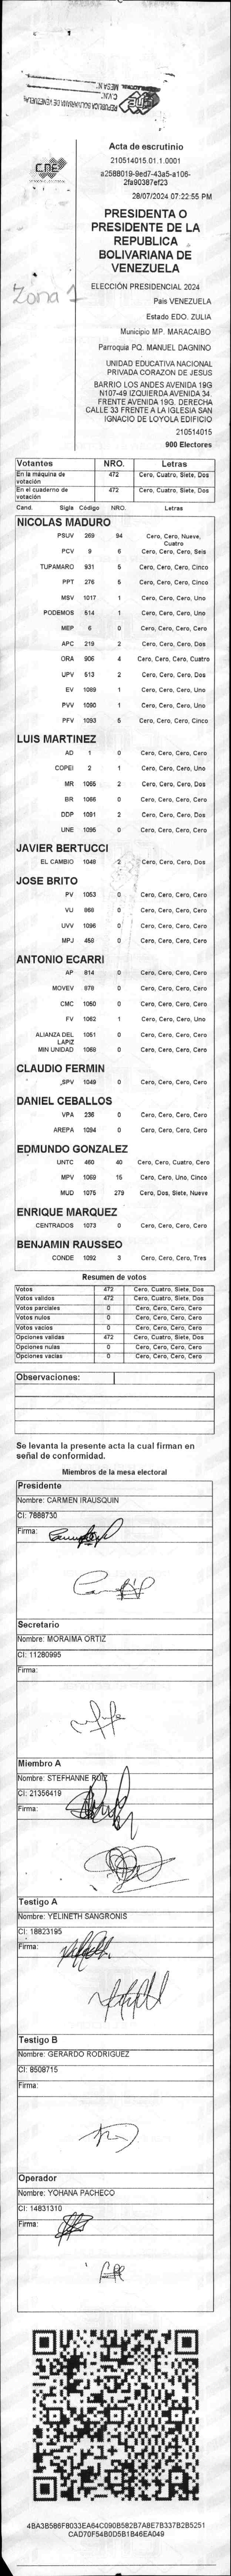 REPÚBLICA BOLIVARIANA DE VENEZUELA
C.N.V.
MESA N
CNE
Acta de escrutinio
210514015.01.1.0001
a2588019-9ed7-43a5-a106-
2fa90387ef23
28/07/2024 07:22:55 PM
PRESIDENTA O
PRESIDENTE DE LA
REPUBLICA
BOLIVARIANA DE
VENEZUELA
Zona 1
ELECCIÓN PRESIDENCIAL 2024
Pais VENEZUELA
Estado EDO. ZULIA
Municipio MP. MARACAIBO
Parroquia PQ. MANUEL DAGNINO
UNIDAD EDUCATIVA NACIONAL
PRIVADA CORAZON DE JESUS
BARRIO LOS ANDES AVENIDA 19G
N107-49 IZQUIERDA AVENIDA 34.
FRENTE AVENIDA 19G. DERECHA
CALLE 33 FRENTE A LA IGLESIA SAN
IGNACIO DE LOYOLA EDIFICIO
210514015
900 Electores
Votantes NRO. Letras
En la máquina de votación 472 Cero, Cuatro, Siete, Dos
En el cuaderno de votación 472 Cero, Cuatro, Siete, Dos
Cand. Sigla Código NRO. Letras
NICOLAS MADURO
PSUV 269 94 Cero, Cero, Nueve, Cuatro
PCV 9 6 Cero, Cero, Cero, Seis
TUPAMARO 931 5 Cero, Cero, Cero, Cinco
PPT 276 5 Cero, Cero, Cero, Cinco
MSV 1017 1 Cero, Cero, Cero, Uno
PODEMOS 514 1 Cero, Cero, Cero, Uno
MEP 6 0 Cero, Cero, Cero, Cero
APC 219 2 Cero, Cero, Cero, Dos
ORA 906 4 Cero, Cero, Cero, Cuatro
UPV 513 2 Cero, Cero, Cero, Dos
EV 1089 1 Cero, Cero, Cero, Uno
PVV 1090 1 Cero, Cero, Cero, Uno
PFV 1093 5 Cero, Cero, Cero, Cinco
LUIS MARTINEZ
AD 1 0 Cero, Cero, Cero, Cero
COPEI 2 1 Cero, Cero, Cero, Uno
MR 1065 2 Cero, Cero, Cero, Dos
BR 1066 0 Cero, Cero, Cero, Cero
DDP 1091 2 Cero, Cero, Cero, Dos
UNE 1095 0 Cero, Cero, Cero, Cero
JAVIER BERTUCCI
EL CAMBIO 1048 2 Cero, Cero, Cero, Dos
JOSE BRITO
PV 1053 0 Cero, Cero, Cero, Cero
VU 868 0 Cero, Cero, Cero, Cero
UVV 1096 0 Cero, Cero, Cero, Cero
MPJ 458 0 Cero, Cero, Cero, Cero
ANTONIO ECARRI
AP 814 0 Cero, Cero, Cero, Cero
MOVEV 878 0 Cero, Cero, Cero, Cero
CMC 1050 0 Cero, Cero, Cero, Cero
FV 1062 1 Cero, Cero, Cero, Uno
ALIANZA DEL LAPIZ 1051 0 Cero, Cero, Cero, Cero
MIN UNIDAD 1068 0 Cero, Cero, Cero, Cero
CLAUDIO FERMIN
SPV 1049 0 Cero, Cero, Cero, Cero
DANIEL CEBALLOS
VPA 236 0 Cero, Cero, Cero, Cero
AREPA 1094 0 Cero, Cero, Cero, Cero
EDMUNDO GONZALEZ
UNTC 460 40 Cero, Cero, Cuatro, Cero
MPV 1069 15 Cero, Cero, Uno, Cinco
MUD 1075 279 Cero, Dos, Siete, Nueve
ENRIQUE MARQUEZ
CENTRADOS 1073 0 Cero, Cero, Cero, Cero
BENJAMIN RAUSSEO
CONDE 1092 3 Cero, Cero, Cero, Tres
Resumen de votos
Votos 472 Cero, Cuatro, Siete, Dos
Votos validos 472 Cero, Cuatro, Siete, Dos
Votos parciales 0 Cero, Cero, Cero, Cero
Votos nulos 0 Cero, Cero, Cero, Cero
Votos vacios 0 Cero, Cero, Cero, Cero
Opciones validas 472 Cero, Cuatro, Siete, Dos
Opciones nulas 0 Cero, Cero, Cero, Cero
Opciones vacias 0 Cero, Cero, Cero, Cero
Observaciones:
Se levanta la presente acta la cual firman en
señal de conformidad.
Miembros de la mesa electoral
Presidente
Nombre: CARMEN IRAUSQUIN
CI: 7888730
Firma:
Secretario
Nombre: MORAIMA ORTIZ
CI: 11280995
Firma:
Miembro A
Nombre: STEFHANNE RUIZ
CI: 21356419
Firma:
Testigo A
Nombre: YELINETH SANGRONIS
CI: 18823195
Firma:
Testigo B
Nombre: GERARDO RODRIGUEZ
CI: 8508715
Firma:
Operador
Nombre: YOHANA PACHECO
CI: 14831310
Firma:
4BA3B586F8033EA64C090B582B7A8E7B337B2B5251
CAD70F54B005B1B46EA049